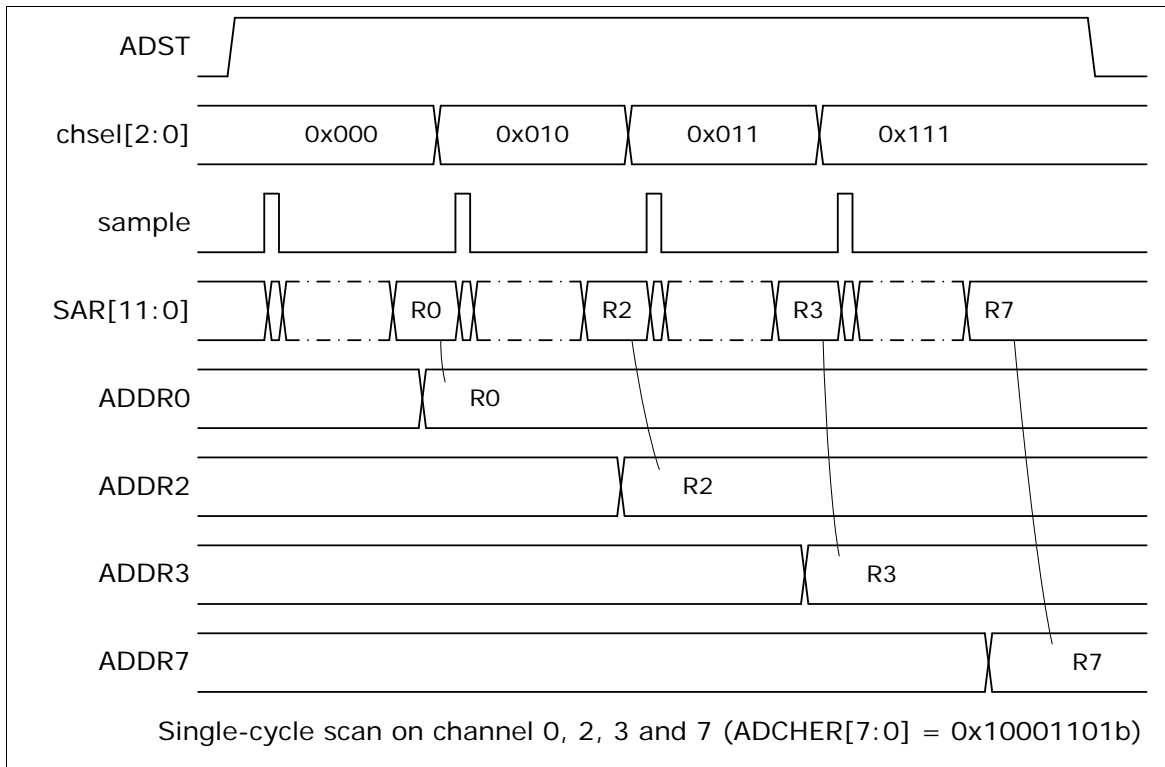 ADST
chsel[2:0] 0x000 0x010 0x011 0x111
sample
SAR[11:0] R0 R2 R3 R7
ADDR0 R0
ADDR2 R2
ADDR3 R3
ADDR7 R7
Single-cycle scan on channel 0, 2, 3 and 7 (ADCHER[7:0] = 0x10001101b)